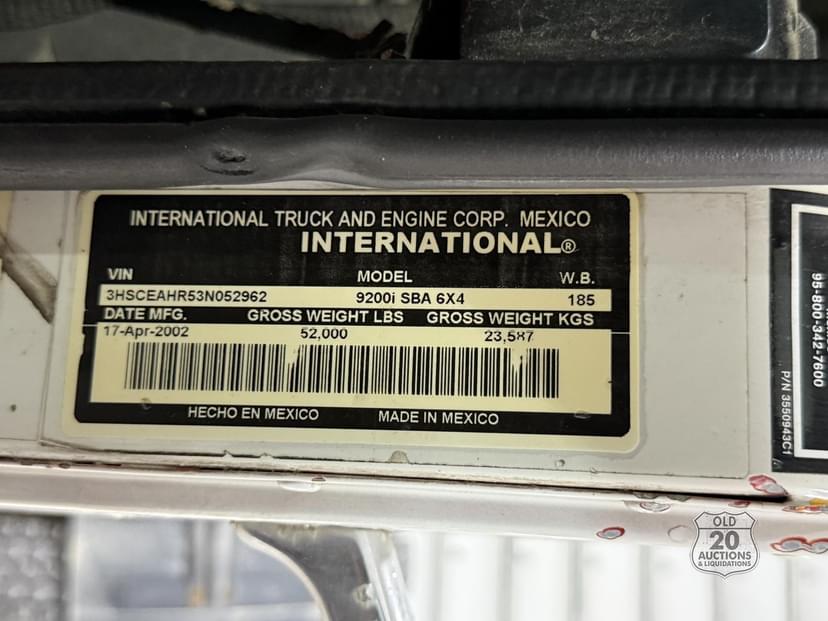 INTERNATIONAL TRUCK AND ENGINE CORP. MEXICO
INTERNATIONAL®
VIN MODEL W.B.
3HSCEAHR53N052962 9200i SBA 6X4 185
DATE MFG. GROSS WEIGHT LBS GROSS WEIGHT KGS
17-Apr-2002 52,000 23,587
HECHO EN MEXICO MADE IN MEXICO
95-800-342-7600
P/N 3550943C1
OLD
20
AUCTIONS
& LIQUIDATIONS